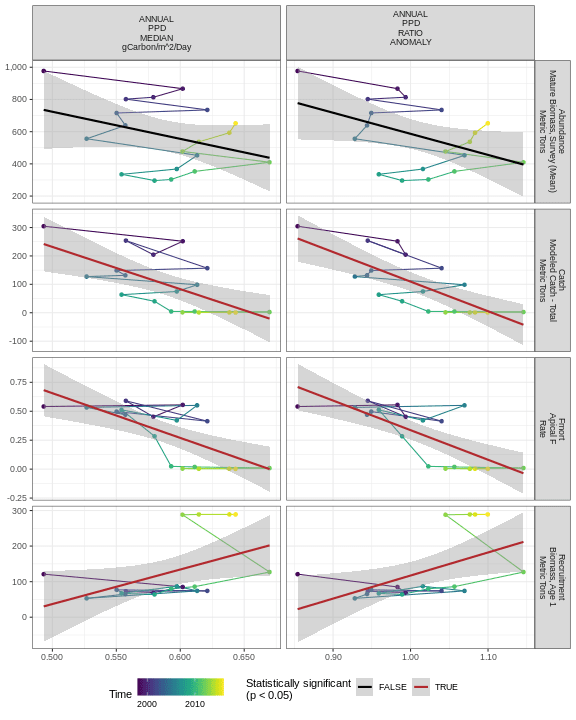 ANNUAL
PPD
MEDIAN
gCarbon/m^2/Day
ANNUAL
PPD
RATIO
ANOMALY
1,000
800
600
400
200
Abundance
Mature Biomass, Survey (Mean)
Metric Tons
300
200
100
0
-100
Catch
Modeled Catch - Total
Metric Tons
0.75
0.50
0.25
0.00
-0.25
Fmort
Apical F
Rate
300
200
100
0
Recruitment
Biomass, Age 1
Metric Tons
0.500 0.550 0.600 0.650
0.90 1.00 1.10
Time
2000 2010
Statistically significant
(p < 0.05)
FALSE TRUE